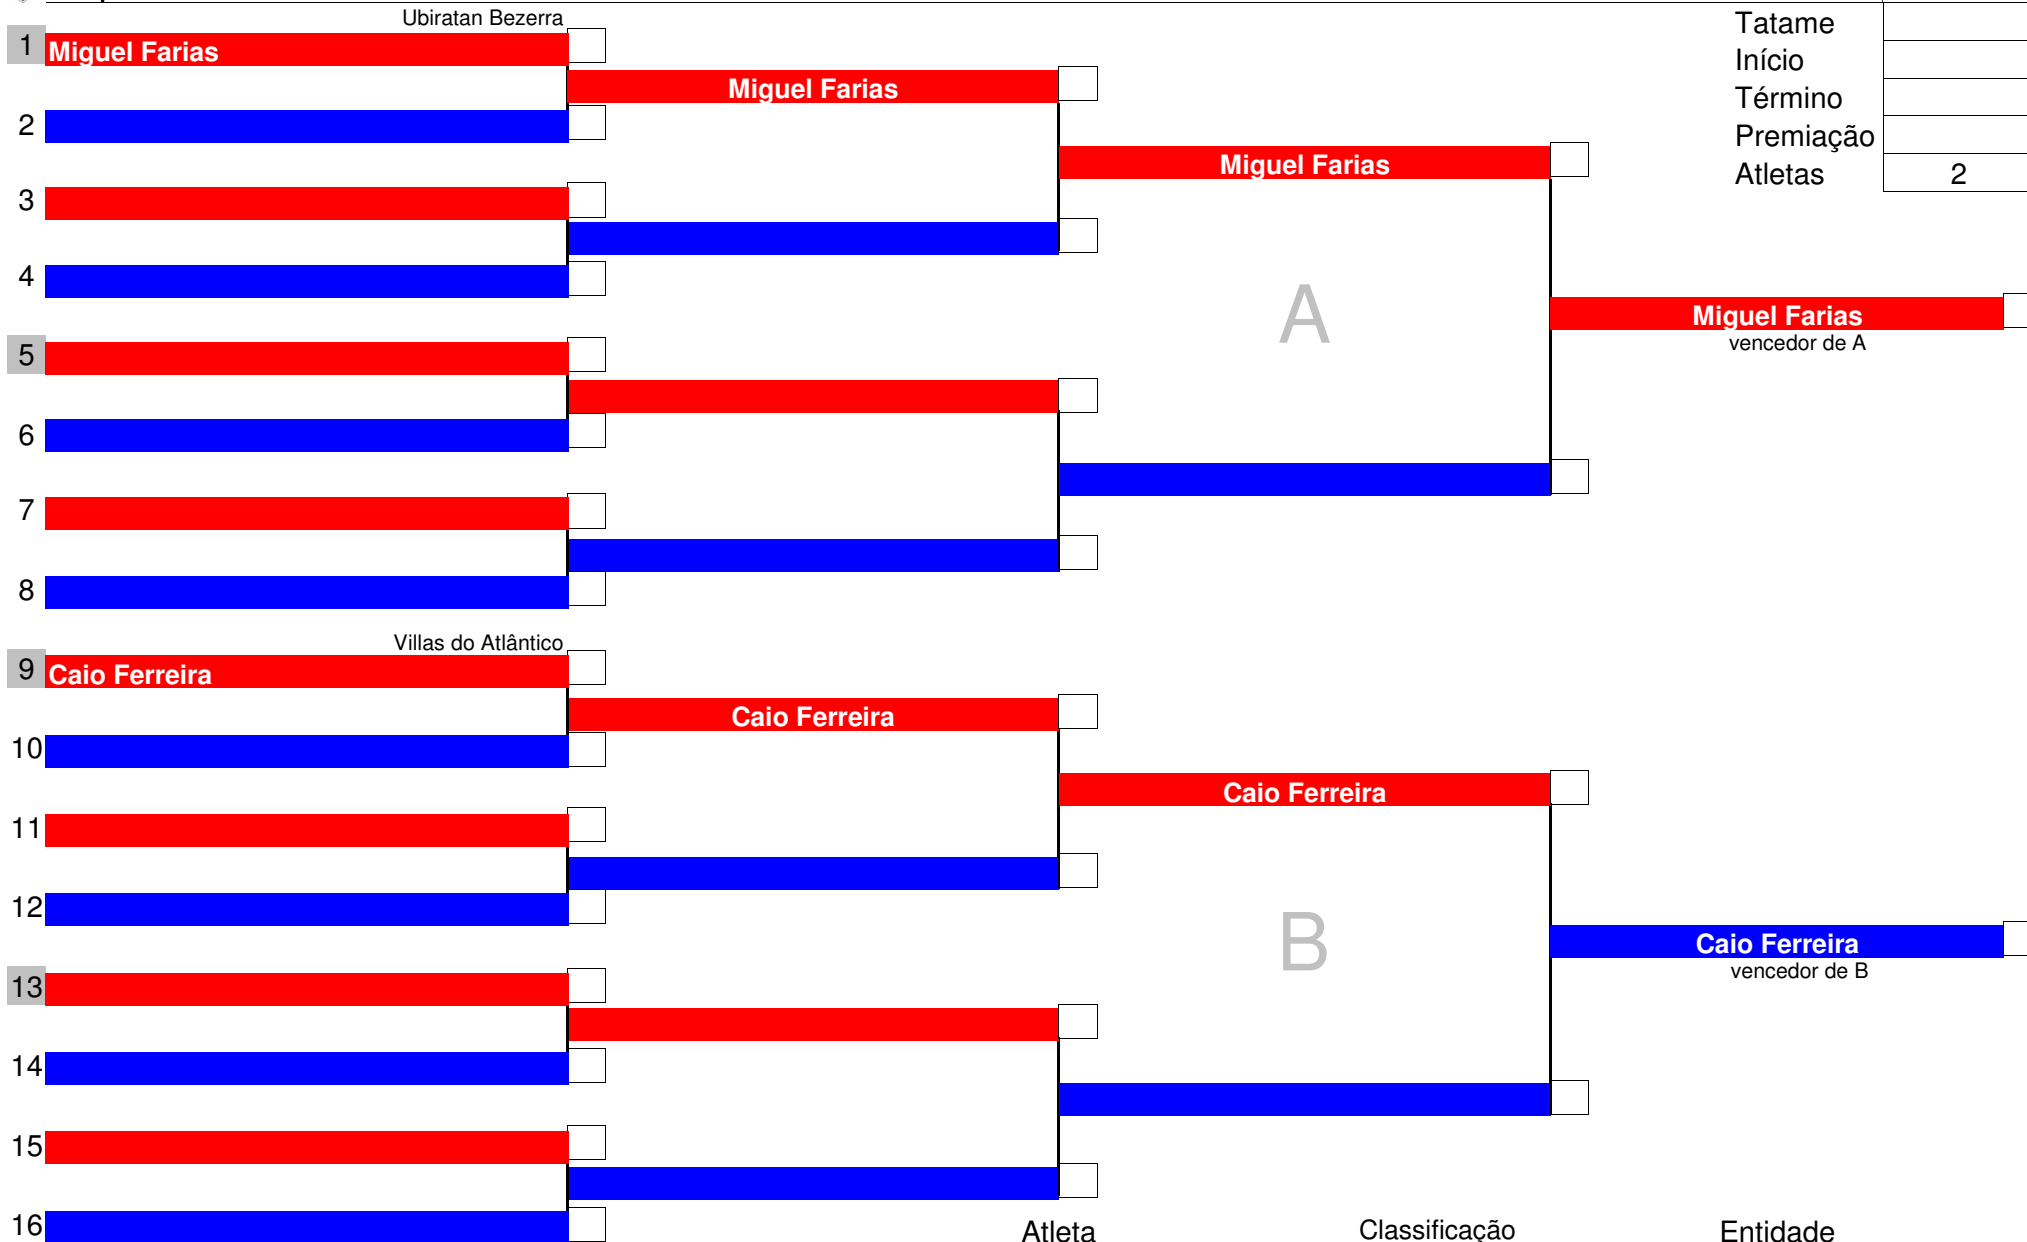 Ubiratan Bezerra
Tatame
1 Miguel Farias
Início
Miguel Farias
Término
2
Premiação
Miguel Farias
Atletas 2
3
4
A
Miguel Farias
vencedor de A
5
6
7
8
Villas do Atlântico
9 Caio Ferreira
Caio Ferreira
10
Caio Ferreira
11
12
B
Caio Ferreira
vencedor de B
13
14
15
16
Atleta Classificação Entidade